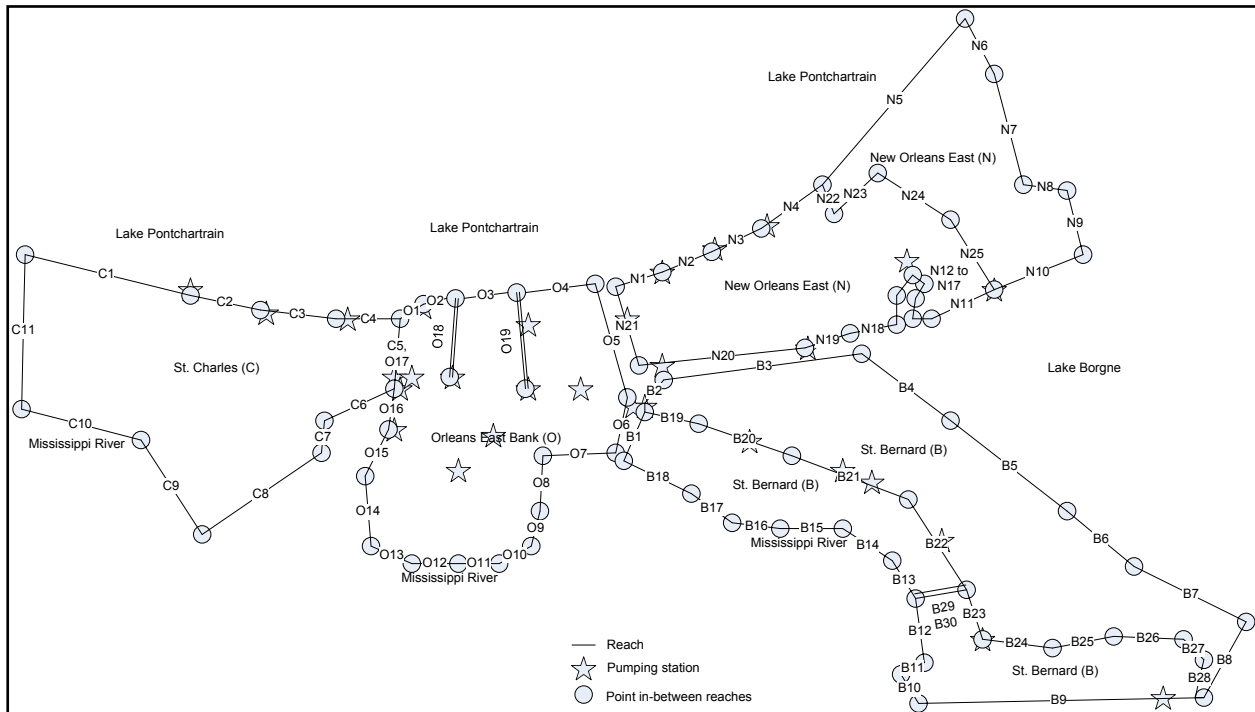 N6
Lake Pontchartrain
N5
N7
New Orleans East (N)
N8
N23
N22
N24
N4
N9
Lake Pontchartrain
Lake Pontchartrain
N3
N25
N2
N10
N12 to
N17
N1
C1
New Orleans East (N)
O4
O3
O2
C2
O1
C3
C4
N11
N21
N18
N19
O18
O19
O5
C11
C5,
O17
N20
B3
St. Charles (C)
Lake Borgne
B2
B4
C6
O16
O6
B19
C10
Mississippi River
Orleans East Bank (O)
B1
B20
C7
O15
O7
St. Bernard (B)
B5
B21
O8
B18
St. Bernard (B)
C9
C8
B17
O14
O9
B16
B15
Mississippi River
B22
B6
B14
O13
O12
O11
O10
Mississippi River
B13
B7
B29
B30
B23
B12
Reach
B24
B25
B26
B27
B8
Pumping station
B11
St. Bernard (B)
B28
B10
B9
Point in-between reaches